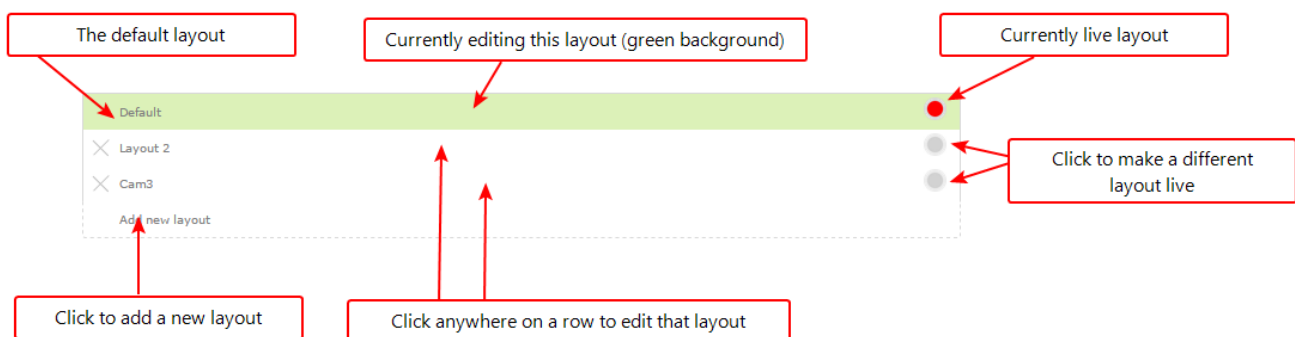 The default layout
Currently editing this layout (green background)
Currently live layout
Default
Layout 2
Click to make a different
layout live
Cam3
Add new layout
Click to add a new layout
Click anywhere on a row to edit that layout